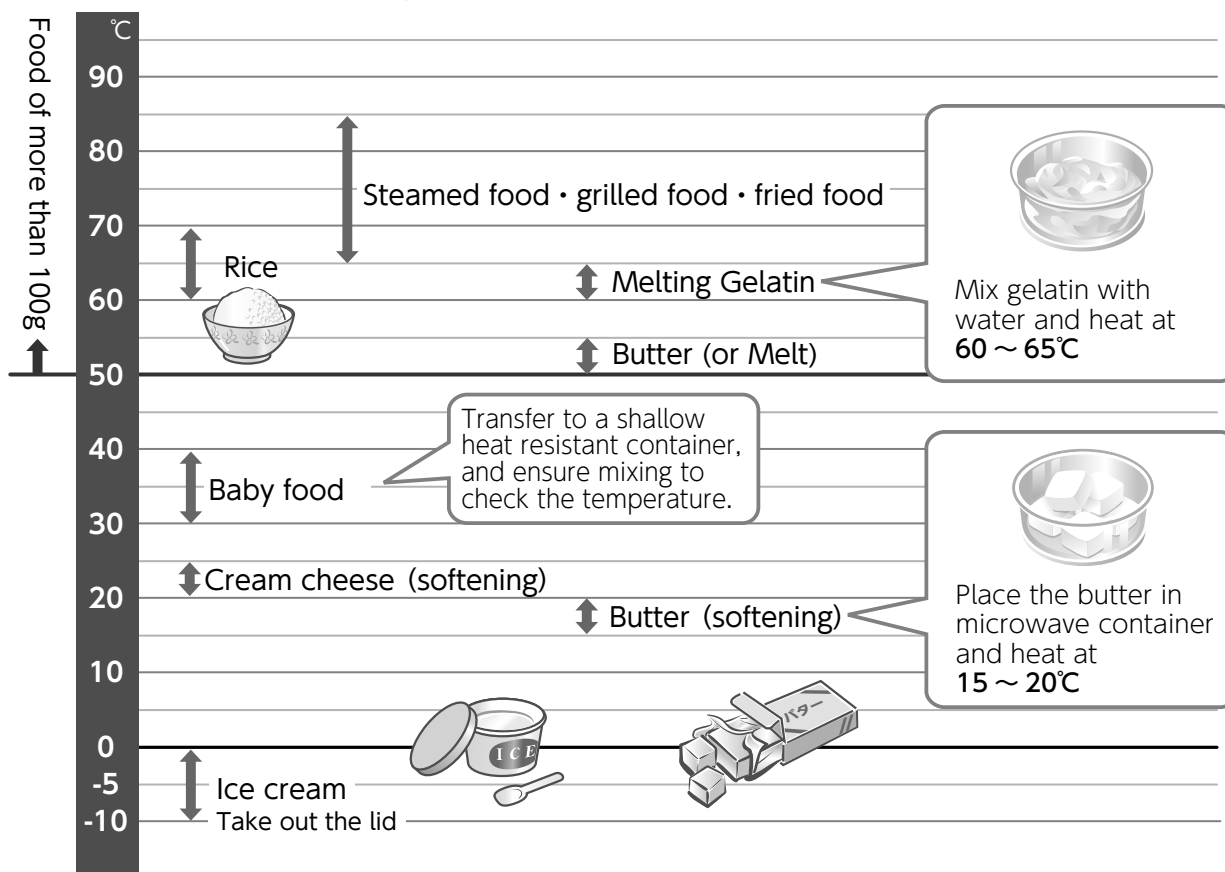 Food of more than 100g
℃
90
80
70
60
50
40
30
20
10
0
-5
-10
Steamed food・grilled food・fried food
Rice
Melting Gelatin
Mix gelatin with
water and heat at
60～65℃
Butter (or Melt)
Transfer to a shallow
heat resistant container,
and ensure mixing to
check the temperature.
Baby food
Cream cheese (softening)
Butter (softening)
Place the butter in
microwave container
and heat at
15～20℃
バター
ICE
Ice cream
Take out the lid